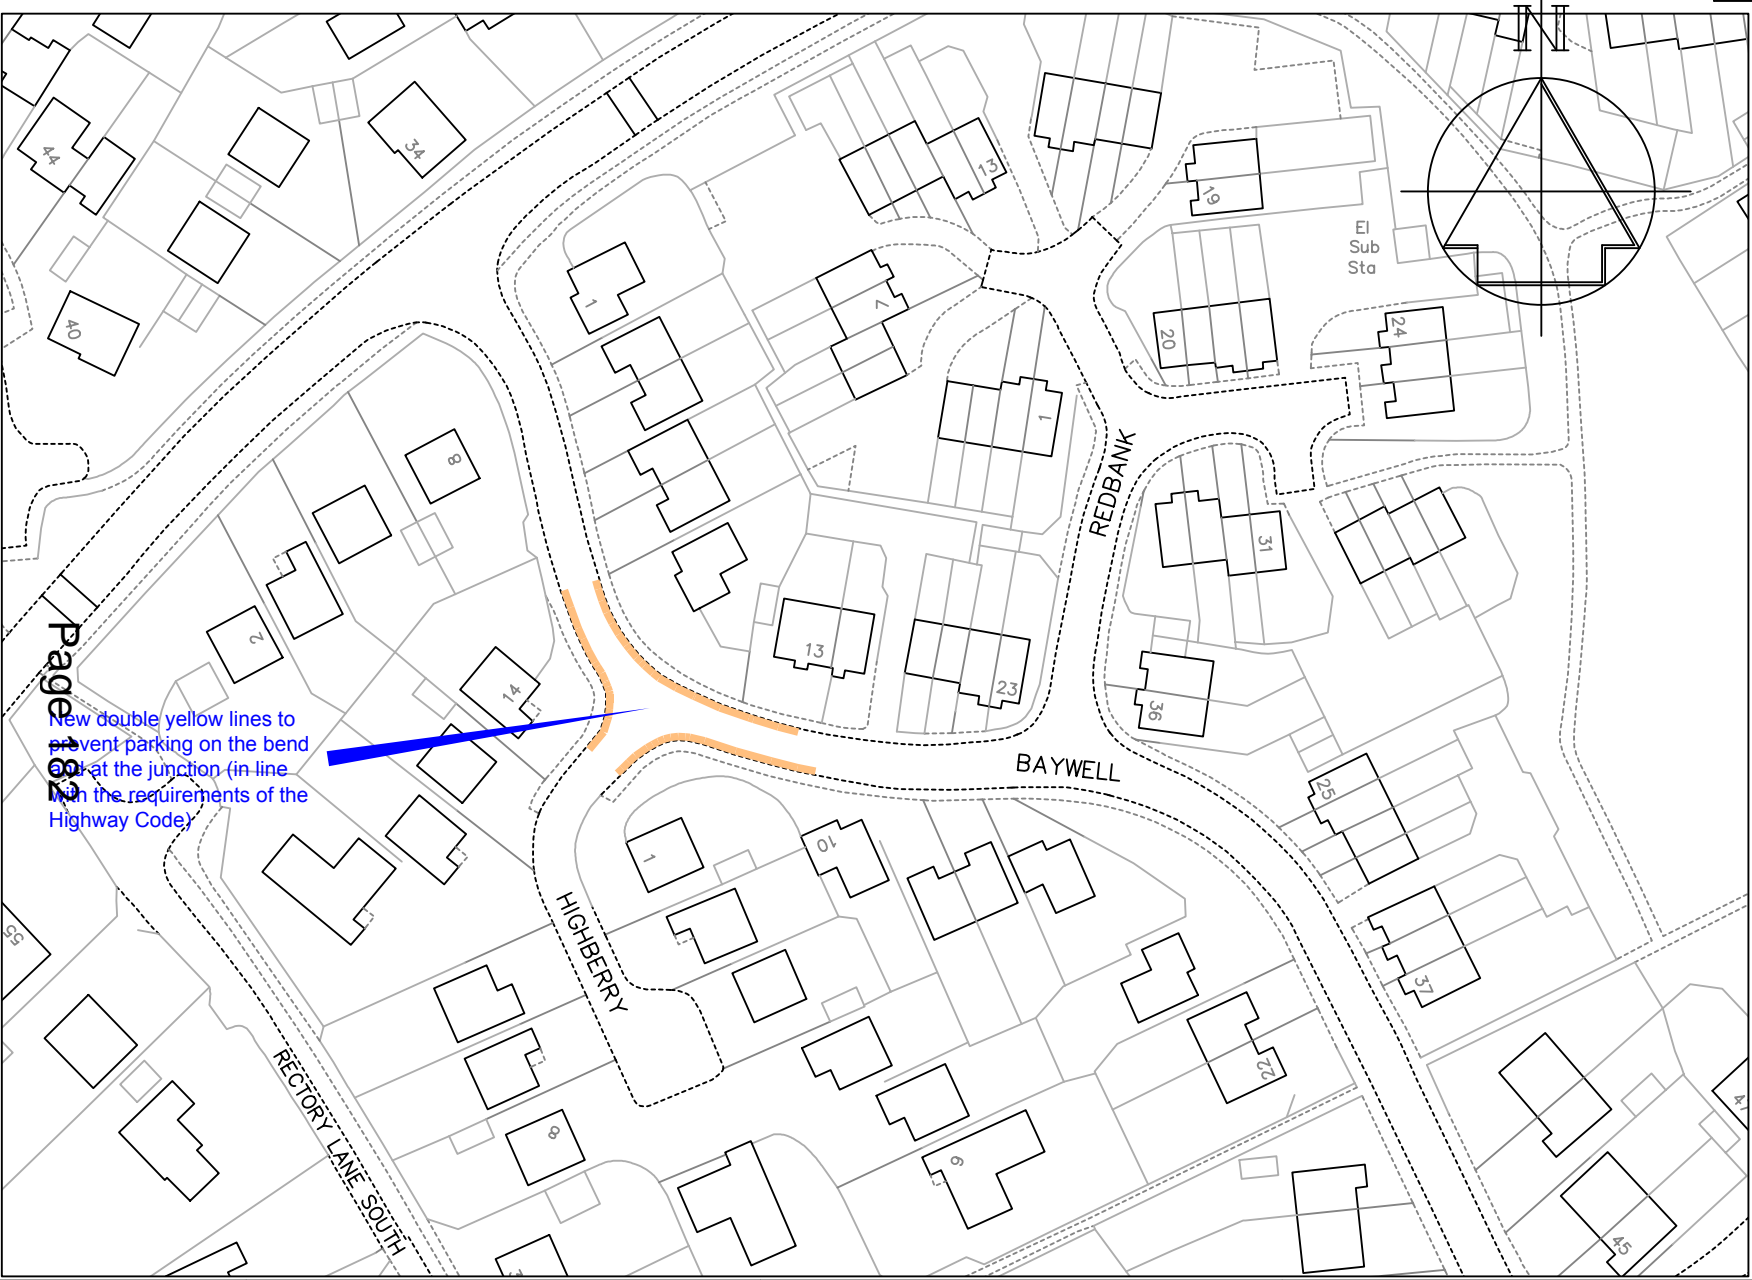 N
44
34
13
19
El
Sub
Sta
40
1
7
20
24
8
1
REDBANK
31
2
13
14
23
36
Page 182
New double yellow lines to
prevent parking on the bend
and at the junction (in line
with the requirements of the
Highway Code)
BAYWELL
25
1
10
HIGHBERRY
55
37
RECTORY LANE SOUTH
22
8
9
45